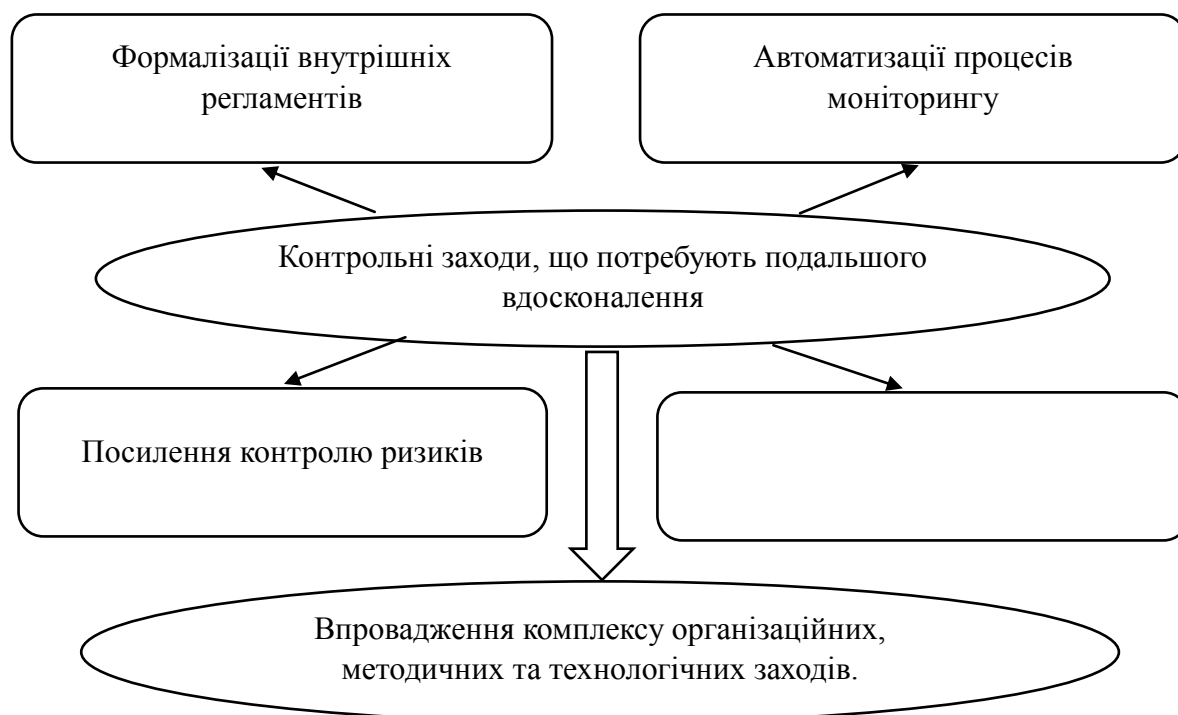 Формалізації внутрішніх
регламентів
Автоматизації процесів
моніторингу
Контрольні заходи, що потребують подальшого
вдосконалення
Посилення контролю ризиків
Впровадження комплексу організаційних,
методичних та технологічних заходів.